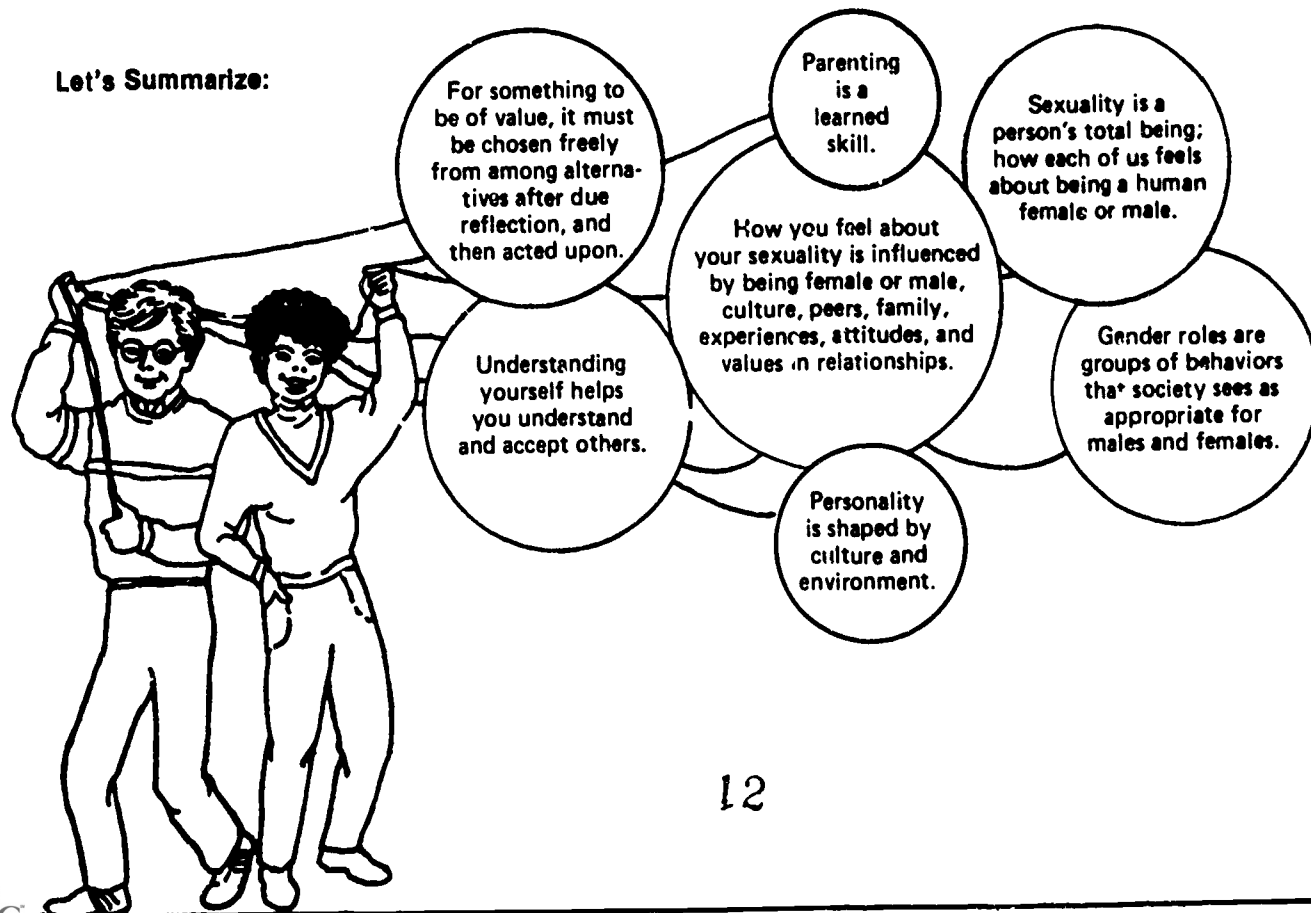 Let's Summarize:
For something to
be of value, it must
be chosen freely
from among alterna-
tives after due
reflection, and
then acted upon.
Parenting
is a
learned
skill.
Sexuality is a
person's total being;
how each of us feels
about being a human
female or male.
How you feel about
your sexuality is influenced
by being female or male,
culture, peers, family,
experiences, attitudes, and
values in relationships.
Understanding
yourself helps
you understand
and accept others.
Gender roles are
groups of behaviors
that society sees as
appropriate for
males and females.
Personality
is shaped by
culture and
environment.
12